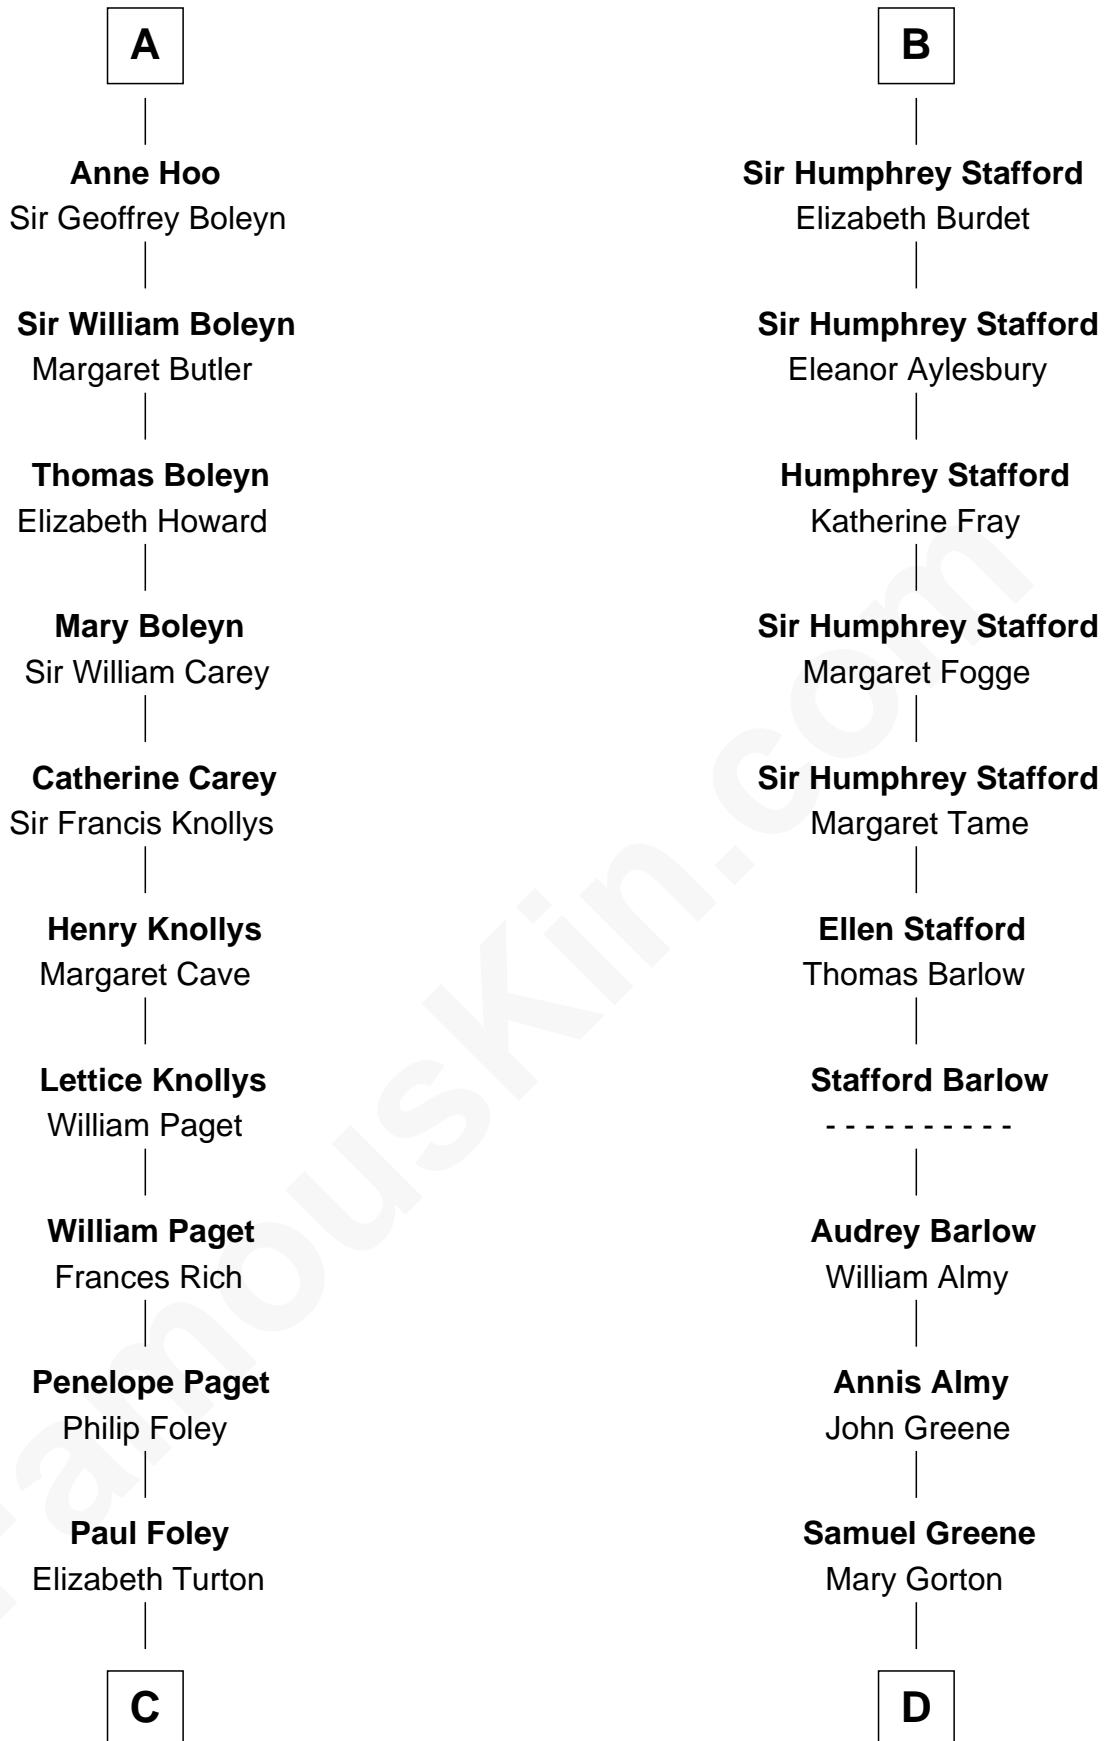 A
Anne Hoo
Sir Geoffrey Boleyn
Sir William Boleyn
Margaret Butler
Thomas Boleyn
Elizabeth Howard
Mary Boleyn
Sir William Carey
Catherine Carey
Sir Francis Knollys
Henry Knollys
Margaret Cave
Lettice Knollys
William Paget
William Paget
Frances Rich
Penelope Paget
Philip Foley
Paul Foley
Elizabeth Turton
C
B
Sir Humphrey Stafford
Elizabeth Burdet
Sir Humphrey Stafford
Eleanor Aylesbury
Humphrey Stafford
Katherine Fray
Sir Humphrey Stafford
Margaret Fogge
Sir Humphrey Stafford
Margaret Tame
Ellen Stafford
Thomas Barlow
Stafford Barlow
- - - - - - - - - -
Audrey Barlow
William Almy
Annis Almy
John Greene
Samuel Greene
Mary Gorton
D
FamousKin.com